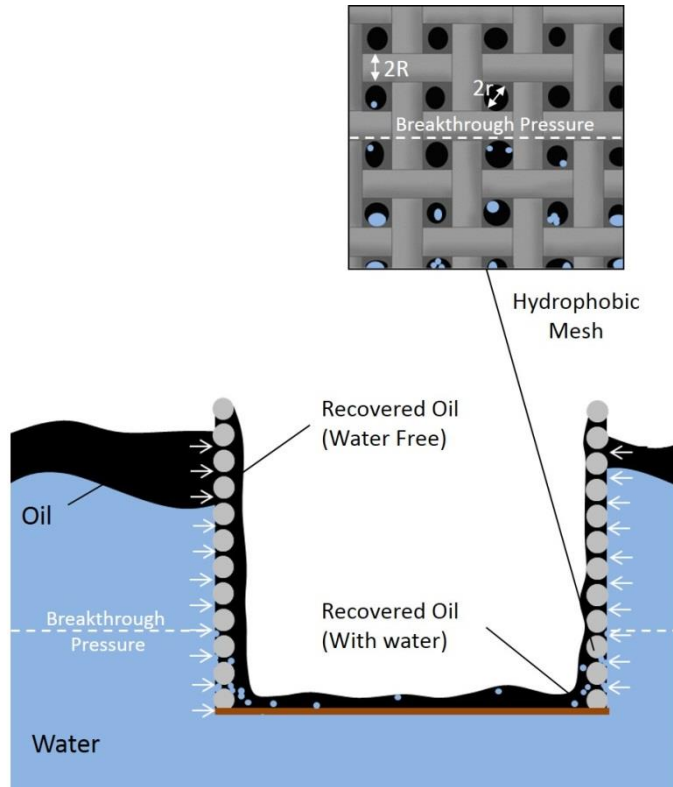 2R
2r
Breakthrough Pressure
Hydrophobic
Mesh
Recovered Oil
(Water Free)
Oil
Breakthrough
Pressure
Recovered Oil
(With water)
Water